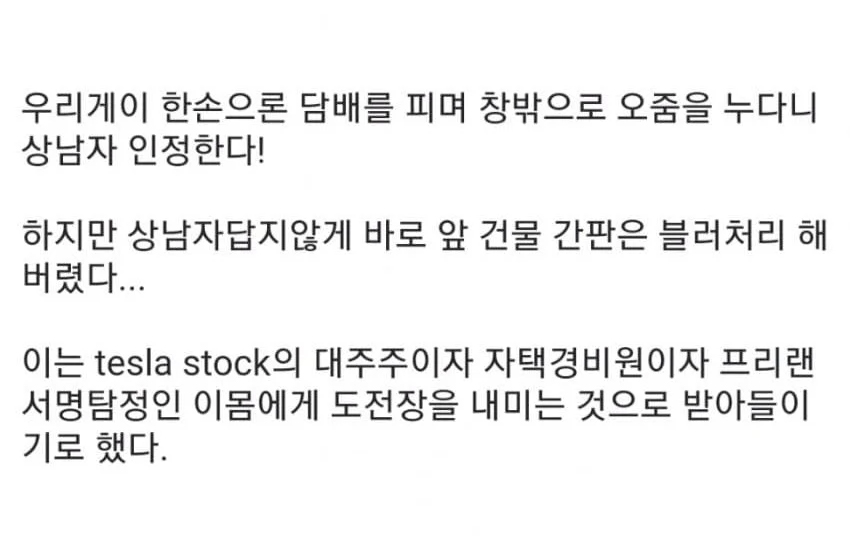 우리게이 한손으론 담배를 피며 창밖으로 오줌을 누다니
상남자 인정한다!
하지만 상남자답지않게 바로 앞 건물 간판은 블러처리 해
버렸다...
이는 tesla stock의 대주주이자 자택경비원이자 프리랜
서명탐정인 이몸에게 도전장을 내미는 것으로 받아들이
기로 했다.